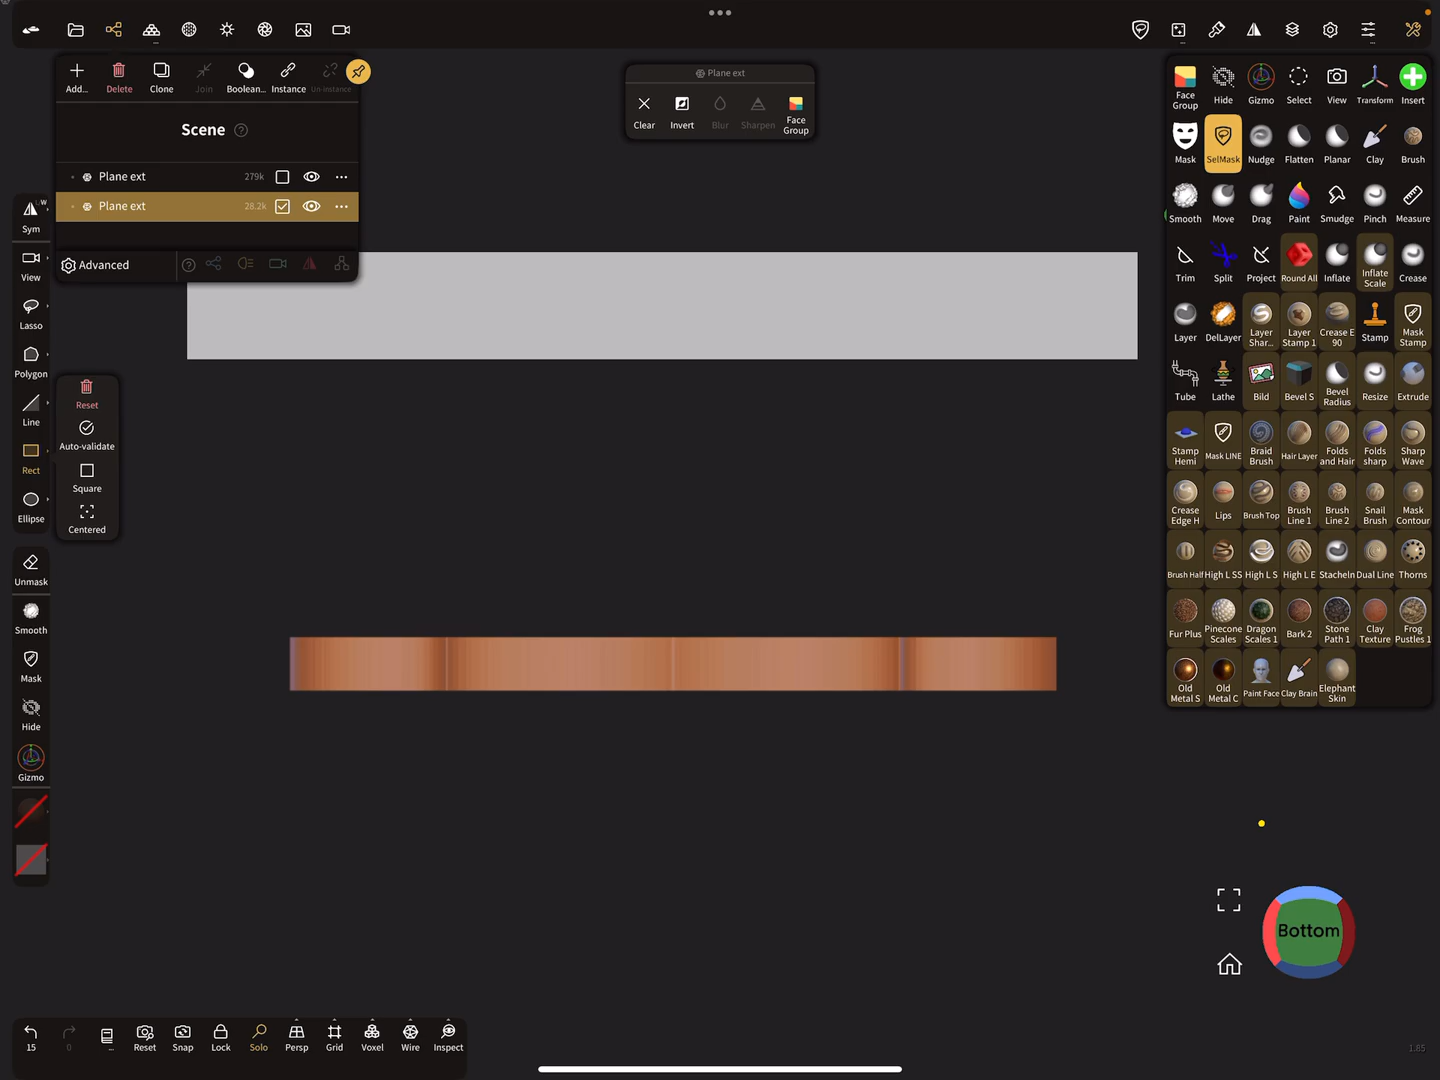 Add...
Delete
Clone
Join
Boolean...
Instance
Un-instance
Scene
Plane ext 279k
Plane ext 28.2k
Advanced
Plane ext
Clear
Invert
Blur
Sharpen
Face Group
Sym
View
Lasso
Polygon
Line
Rect
Ellipse
Unmask
Smooth
Mask
Hide
Gizmo
Reset
Auto-validate
Square
Centered
Face Group
Hide
Gizmo
Select
View
Transform
Insert
Mask
SelMask
Nudge
Flatten
Planar
Clay
Brush
Smooth
Move
Drag
Paint
Smudge
Pinch
Measure
Trim
Split
Project
Round All
Inflate
Inflate Scale
Crease
Layer
DelLayer
Layer Shar...
Layer Stamp 1
Crease E 90
Stamp
Mask Stamp
Tube
Lathe
Bild
Bevel S
Bevel Radius
Resize
Extrude
Stamp Hemi
Mask LINE
Braid Brush
Hair Layer
Folds and Hair
Folds sharp
Sharp Wave
Crease Edge H
Lips
Brush Top
Brush Line 1
Brush Line 2
Snail Brush
Mask Contour
Brush Half
High L SS
High L S
High L E
Stacheln
Dual Line
Thorns
Fur Plus
Pinecone Scales
Dragon Scales 1
Bark 2
Stone Path 1
Clay Texture
Frog Pustles 1
Old Metal S
Old Metal C
Paint Face
Clay Brain
Elephant Skin
Bottom
15
0
...
Reset
Snap
Lock
Solo
Persp
Grid
Voxel
Wire
Inspect
1.85